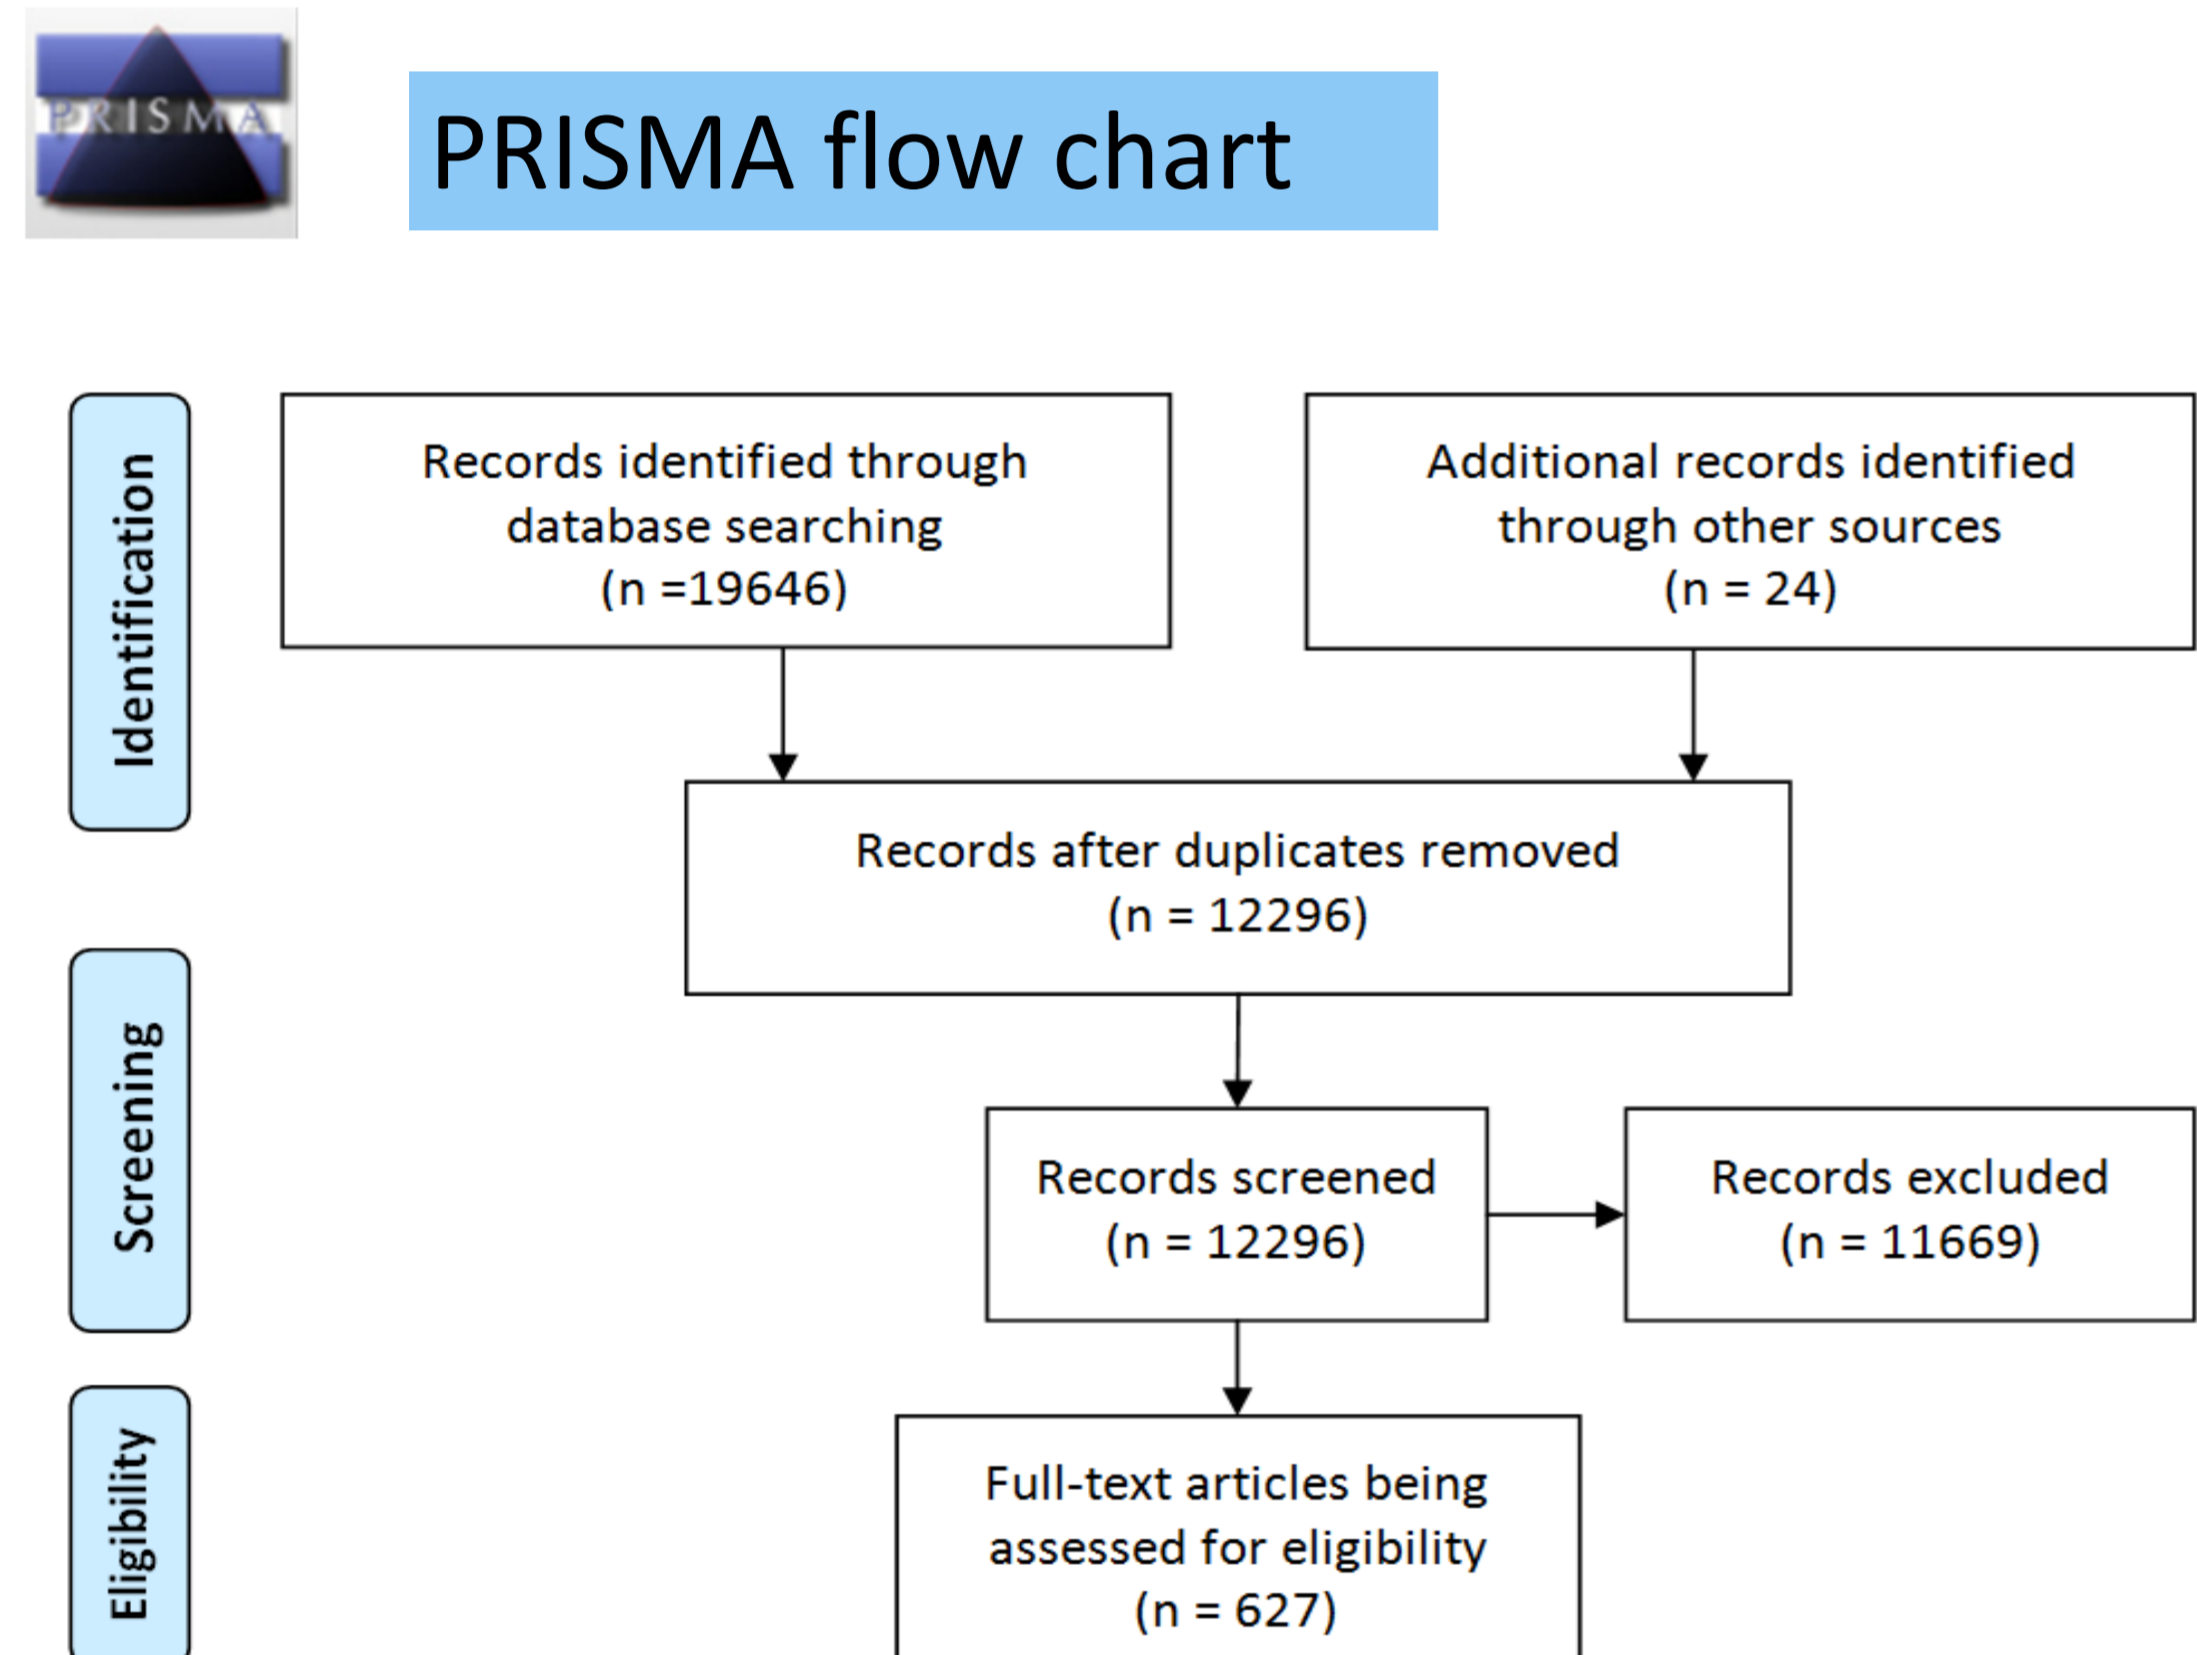 PRISMA
PRISMA flow chart
Identification
Records identified through
database searching
(n =19646)
Additional records identified
through other sources
(n = 24)
Records after duplicates removed
(n = 12296)
Screening
Records screened
(n = 12296)
Records excluded
(n = 11669)
Eligibility
Full-text articles being
assessed for eligibility
(n = 627)